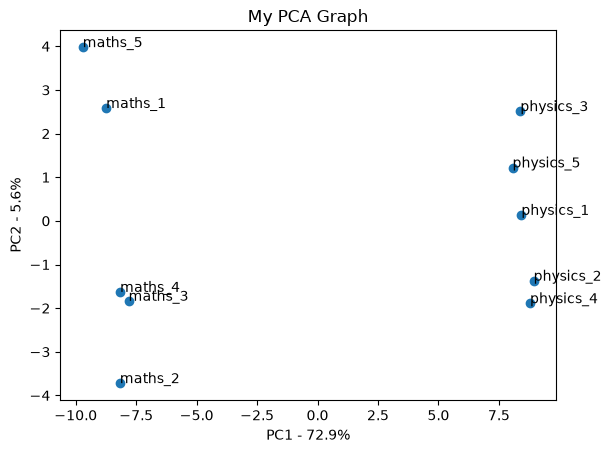 My PCA Graph
4
3
2
1
0
−1
−2
−3
−4
PC2 - 5.6%
maths_5
maths_1
physics_3
physics_5
physics_1
physics_2
maths_4
maths_3
physics_4
maths_2
−10.0 −7.5 −5.0 −2.5 0.0 2.5 5.0 7.5
PC1 - 72.9%